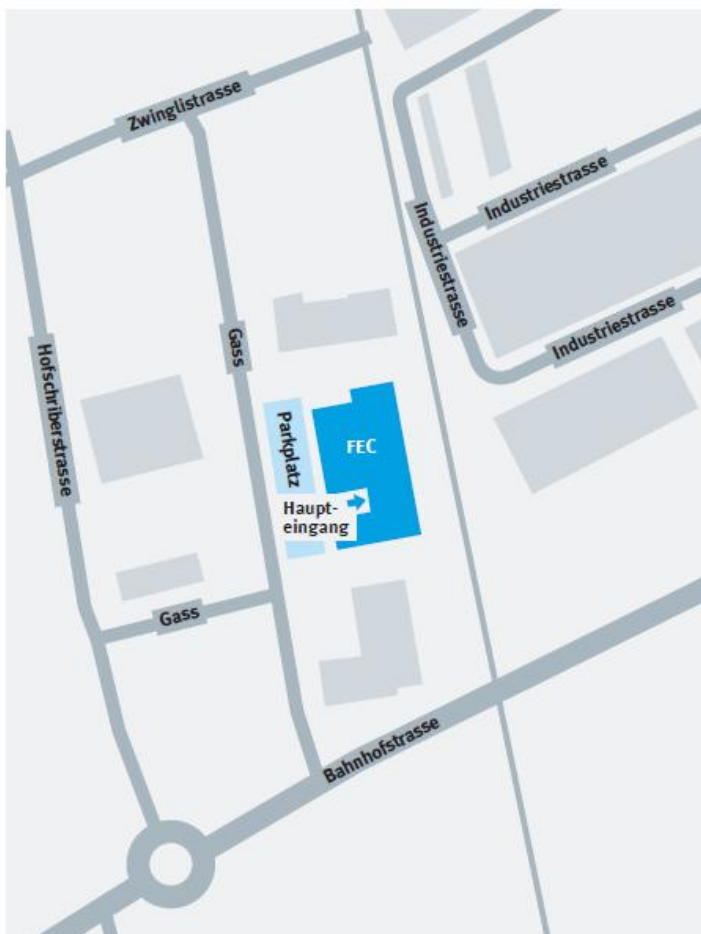 Zwinglistrasse
Industriestrasse
Industriestrasse
Industriestrasse
Gass
Hofschriberstrasse
Parkplatz
FEC
Haupt-
eingang
Gass
Bahnhofstrasse